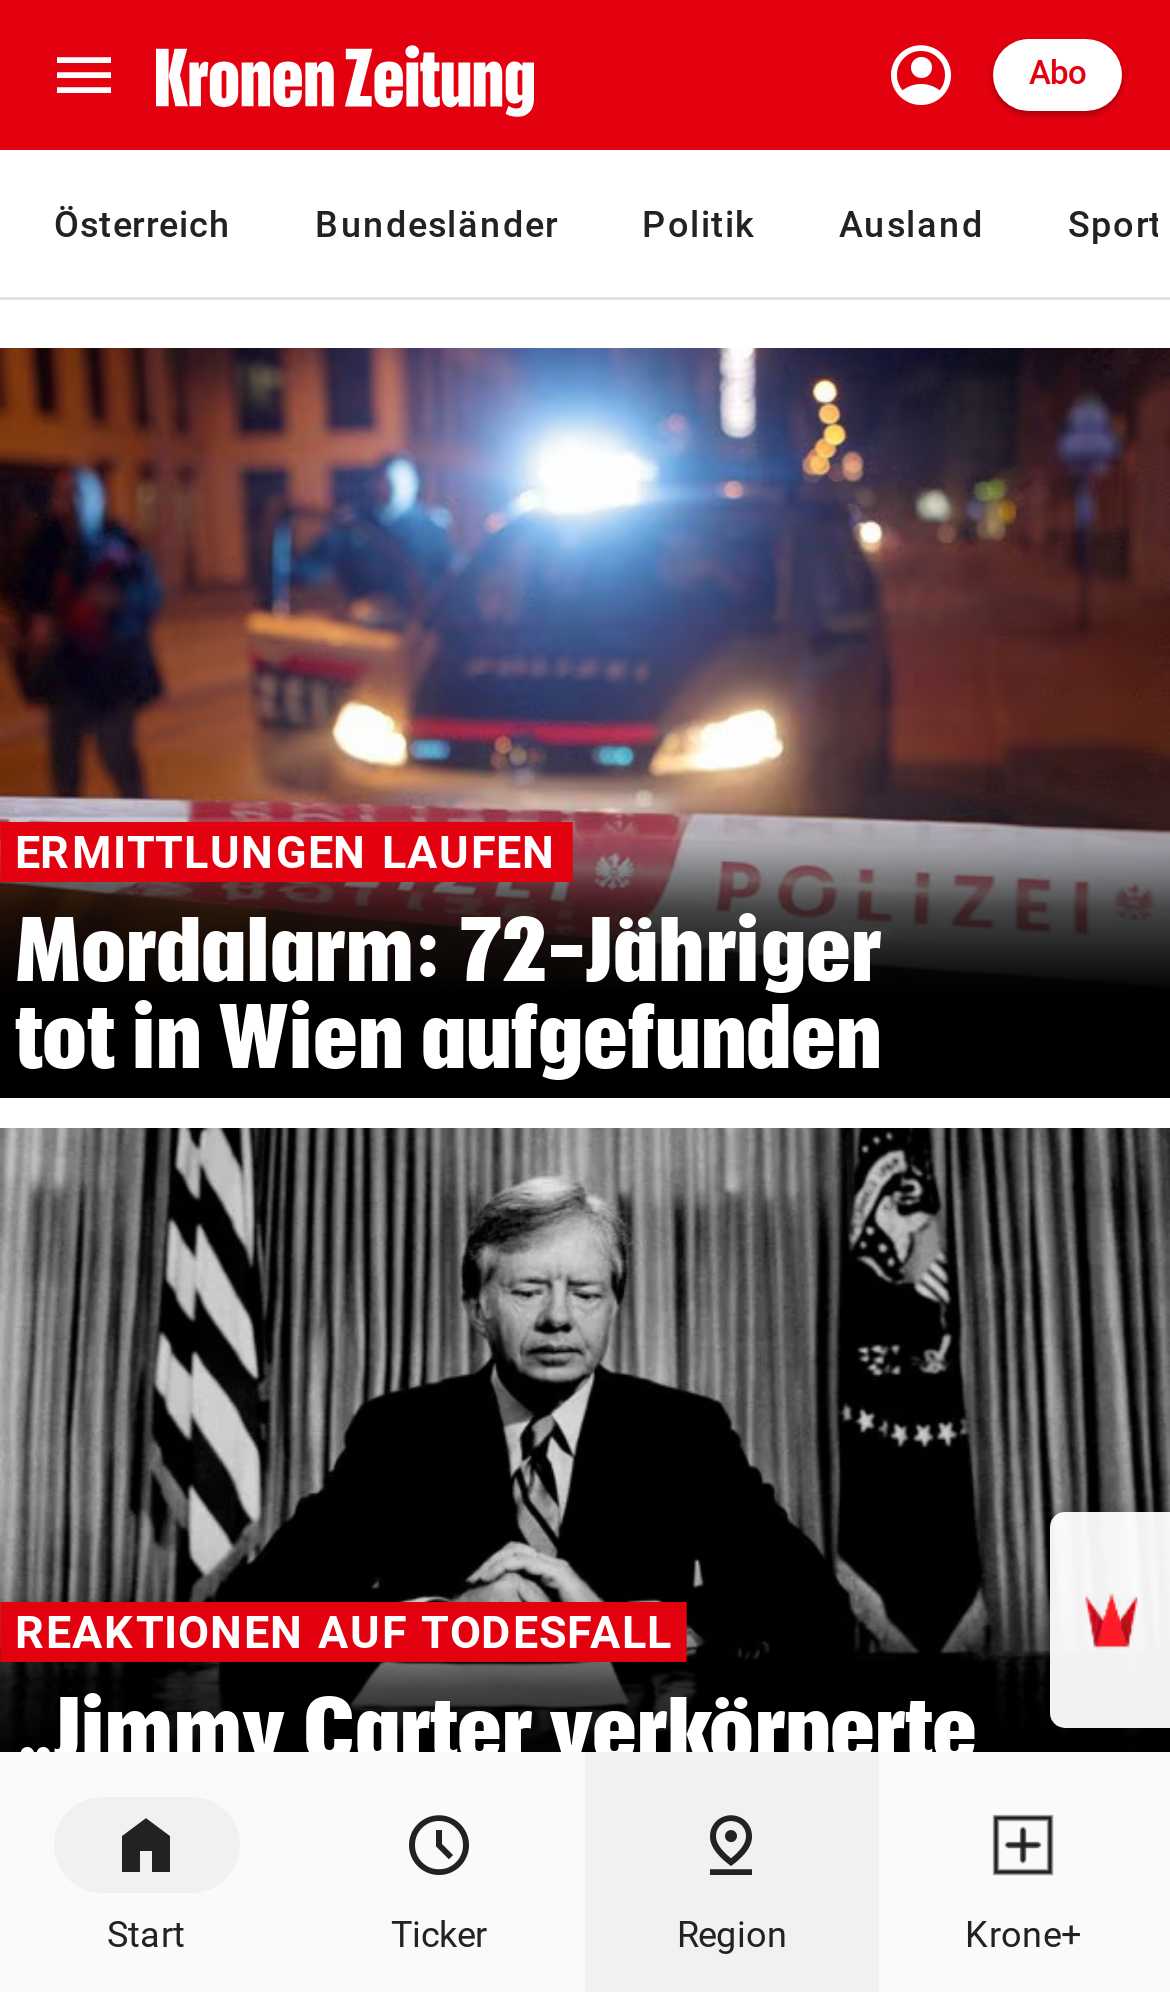 Kronen Zeitung
Abo
Österreich Bundesländer Politik Ausland Sport
POLIZEI
POLIZEI
ERMITTLUNGEN LAUFEN
Mordalarm: 72-Jähriger
tot in Wien aufgefunden
REAKTIONEN AUF TODESFALL
„Jimmy Carter verkörperte
Start Ticker Region Krone+